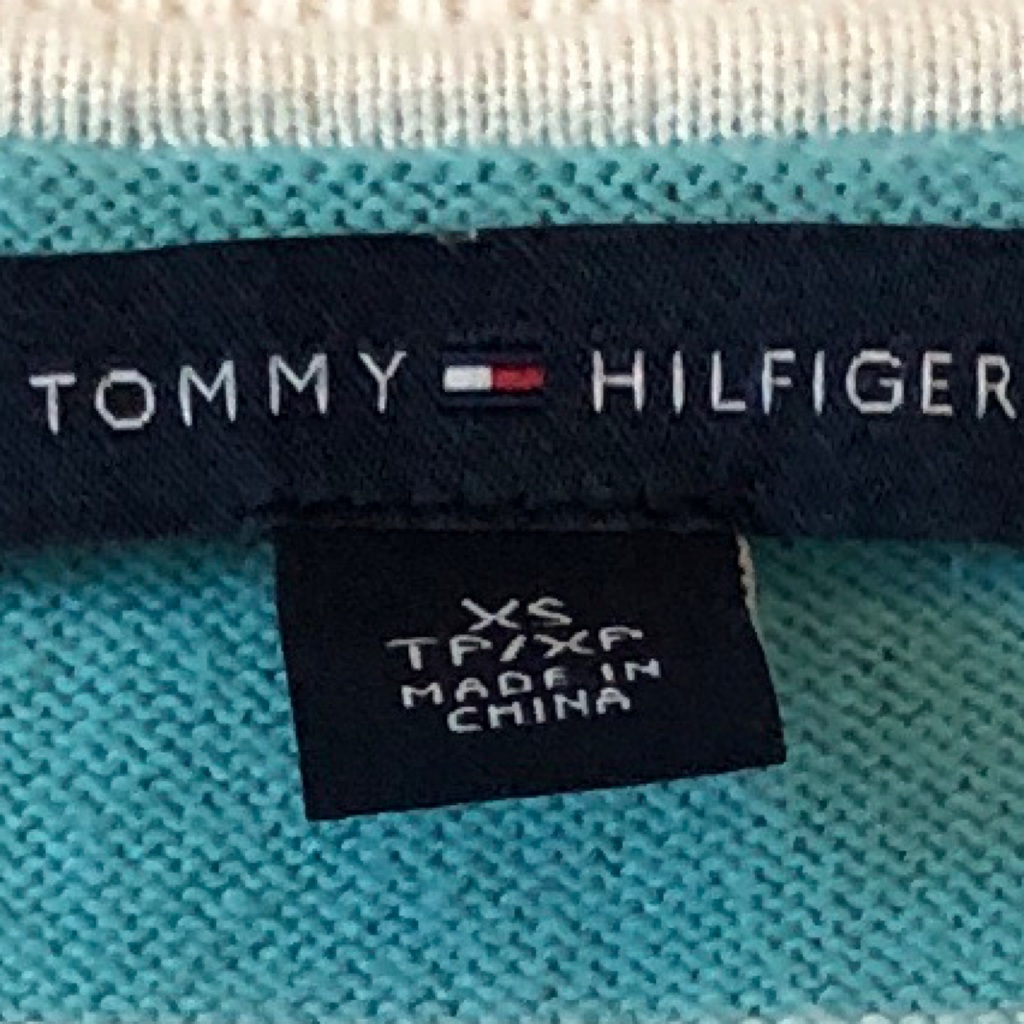 TOMMY HILFIGER
XS
TP/XP
MADE IN
CHINA